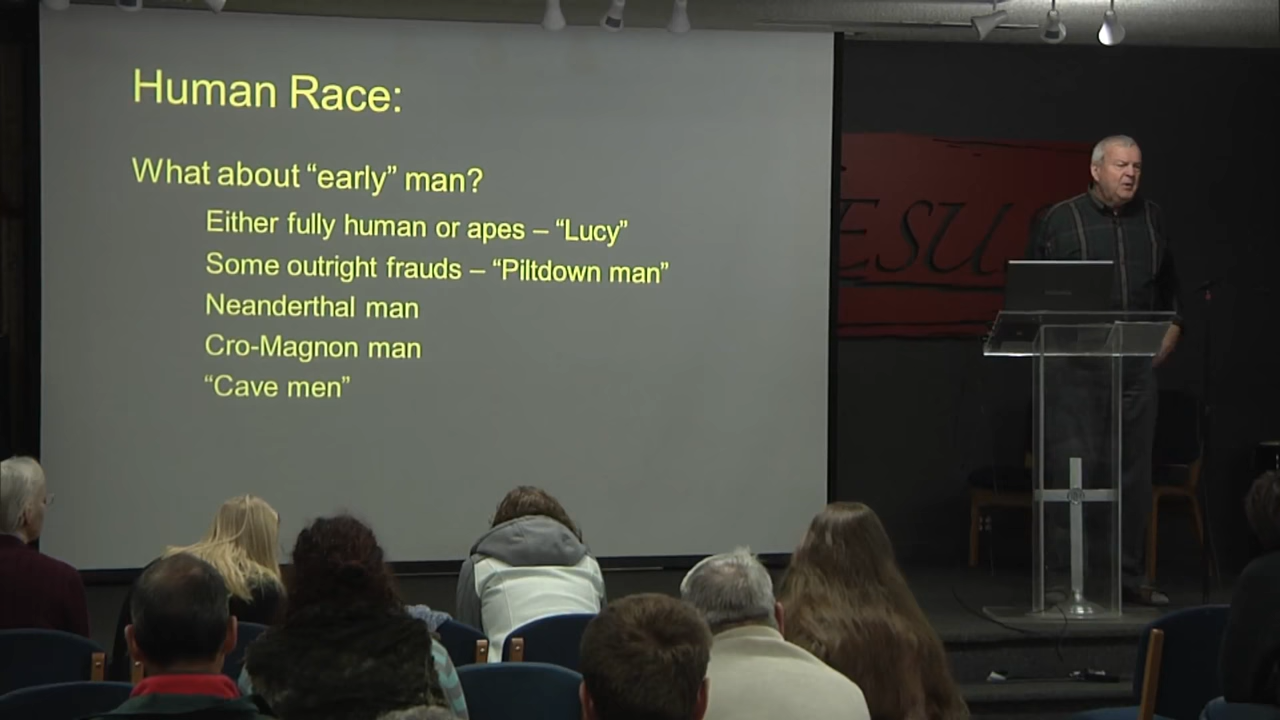 Human Race:
What about “early” man?
Either fully human or apes – “Lucy”
Some outright frauds – “Piltdown man”
Neanderthal man
Cro-Magnon man
“Cave men”
ESU